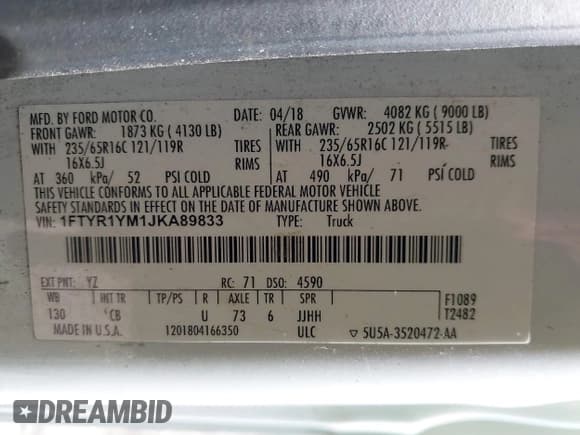 MFD. BY FORD MOTOR CO. DATE: 04/18 GVWR: 4082 KG ( 9000 LB)
FRONT GAWR: 1873 KG ( 4130 LB) REAR GAWR: 2502 KG ( 5515 LB)
WITH 235/65R16C 121/119R TIRES WITH 235/65R16C 121/119R TIRES
16X6.5J RIMS 16X6.5J RIMS
AT 360 kPa/ 52 PSI COLD AT 490 kPa/ 71 PSI COLD
THIS VEHICLE CONFORMS TO ALL APPLICABLE FEDERAL MOTOR VEHICLE
SAFETY STANDARDS IN EFFECT ON THE DATE OF MANUFACTURE SHOWN ABOVE.
VIN: 1FTYR1YM1JKA89833 TYPE: Truck
EXT PNT: YZ RC: 71 DSO: 4590
WB INT TR TP/PS R AXLE TR SPR F1089
130 CB U 73 6 JJHH T2482
MADE IN U.S.A. 1201804166350 ULC ▽ 5U5A-3520472-AA
DREAMBID